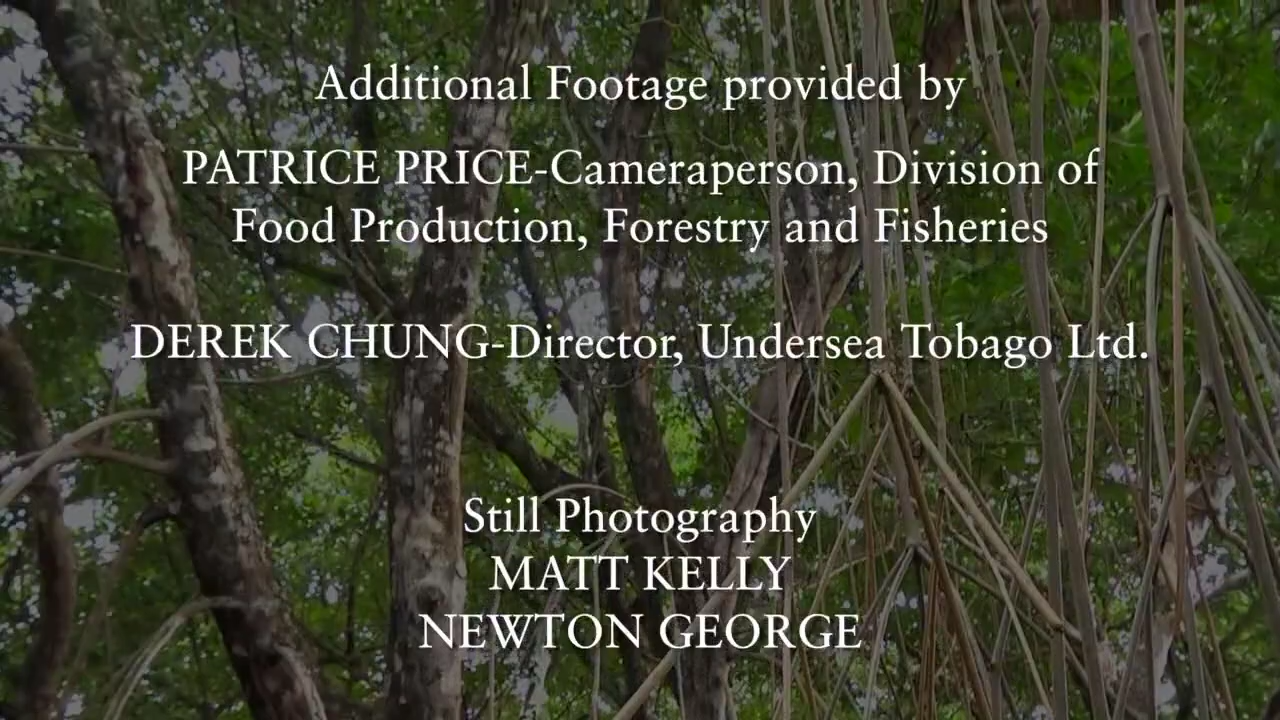 Additional Footage provided by
PATRICE PRICE-Cameraperson, Division of
Food Production, Forestry and Fisheries
DEREK CHUNG-Director, Undersea Tobago Ltd.
Still Photography
MATT KELLY
NEWTON GEORGE